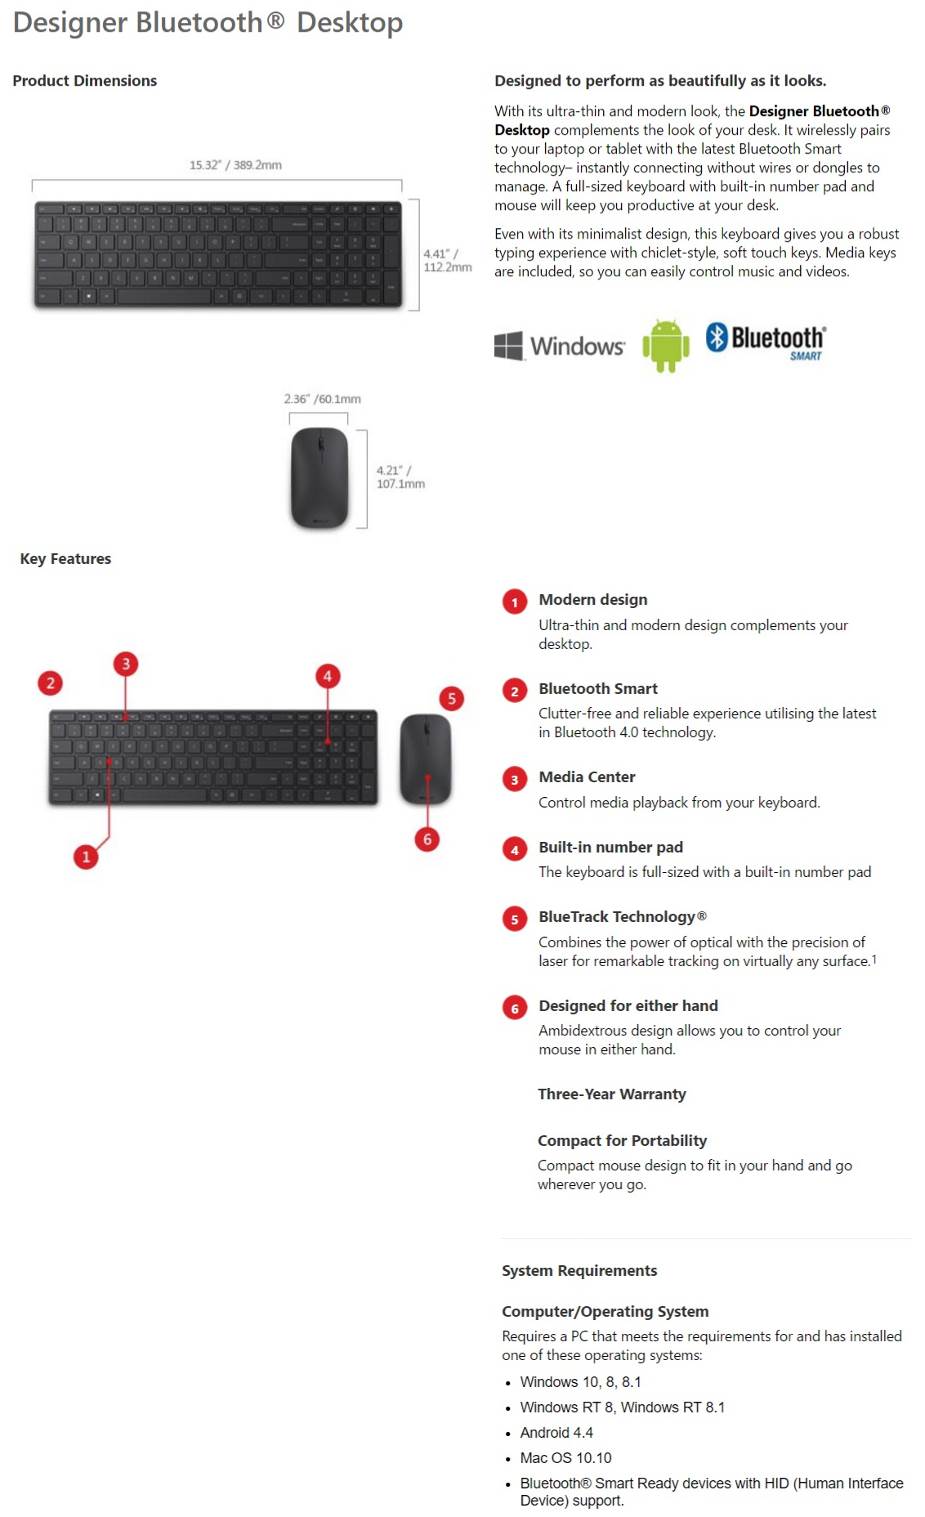 Designer Bluetooth® Desktop
Product Dimensions
15.32" / 389.2mm
4.41" /
112.2mm
2.36" /60.1mm
4.21" /
107.1mm
Designed to perform as beautifully as it looks.
With its ultra-thin and modern look, the Designer Bluetooth®
Desktop complements the look of your desk. It wirelessly pairs
to your laptop or tablet with the latest Bluetooth Smart
technology– instantly connecting without wires or dongles to
manage. A full-sized keyboard with built-in number pad and
mouse will keep you productive at your desk.
Even with its minimalist design, this keyboard gives you a robust
typing experience with chiclet-style, soft touch keys. Media keys
are included, so you can easily control music and videos.
Windows
Bluetooth®
SMART
Key Features
2
3
4
5
1
6
1 Modern design
Ultra-thin and modern design complements your
desktop.
2 Bluetooth Smart
Clutter-free and reliable experience utilising the latest
in Bluetooth 4.0 technology.
3 Media Center
Control media playback from your keyboard.
4 Built-in number pad
The keyboard is full-sized with a built-in number pad
5 BlueTrack Technology®
Combines the power of optical with the precision of
laser for remarkable tracking on virtually any surface.1
6 Designed for either hand
Ambidextrous design allows you to control your
mouse in either hand.
Three-Year Warranty
Compact for Portability
Compact mouse design to fit in your hand and go
wherever you go.
System Requirements
Computer/Operating System
Requires a PC that meets the requirements for and has installed
one of these operating systems:
• Windows 10, 8, 8.1
• Windows RT 8, Windows RT 8.1
• Android 4.4
• Mac OS 10.10
• Bluetooth® Smart Ready devices with HID (Human Interface
Device) support.